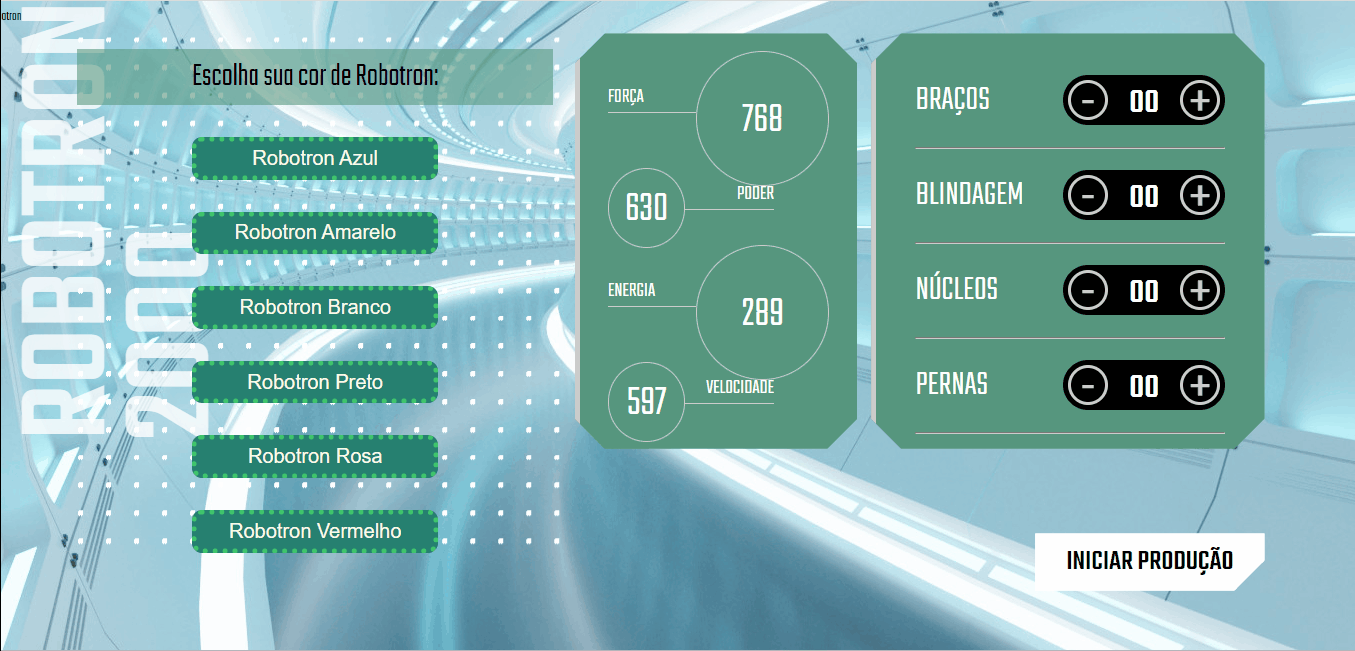 otron
ROBOTRON
2000
Escolha sua cor de Robotron:
Robotron Azul
Robotron Amarelo
Robotron Branco
Robotron Preto
Robotron Rosa
Robotron Vermelho
FORÇA
768
PODER
630
ENERGIA
289
VELOCIDADE
597
BRAÇOS
- 00 +
BLINDAGEM
- 00 +
NÚCLEOS
- 00 +
PERNAS
- 00 +
INICIAR PRODUÇÃO